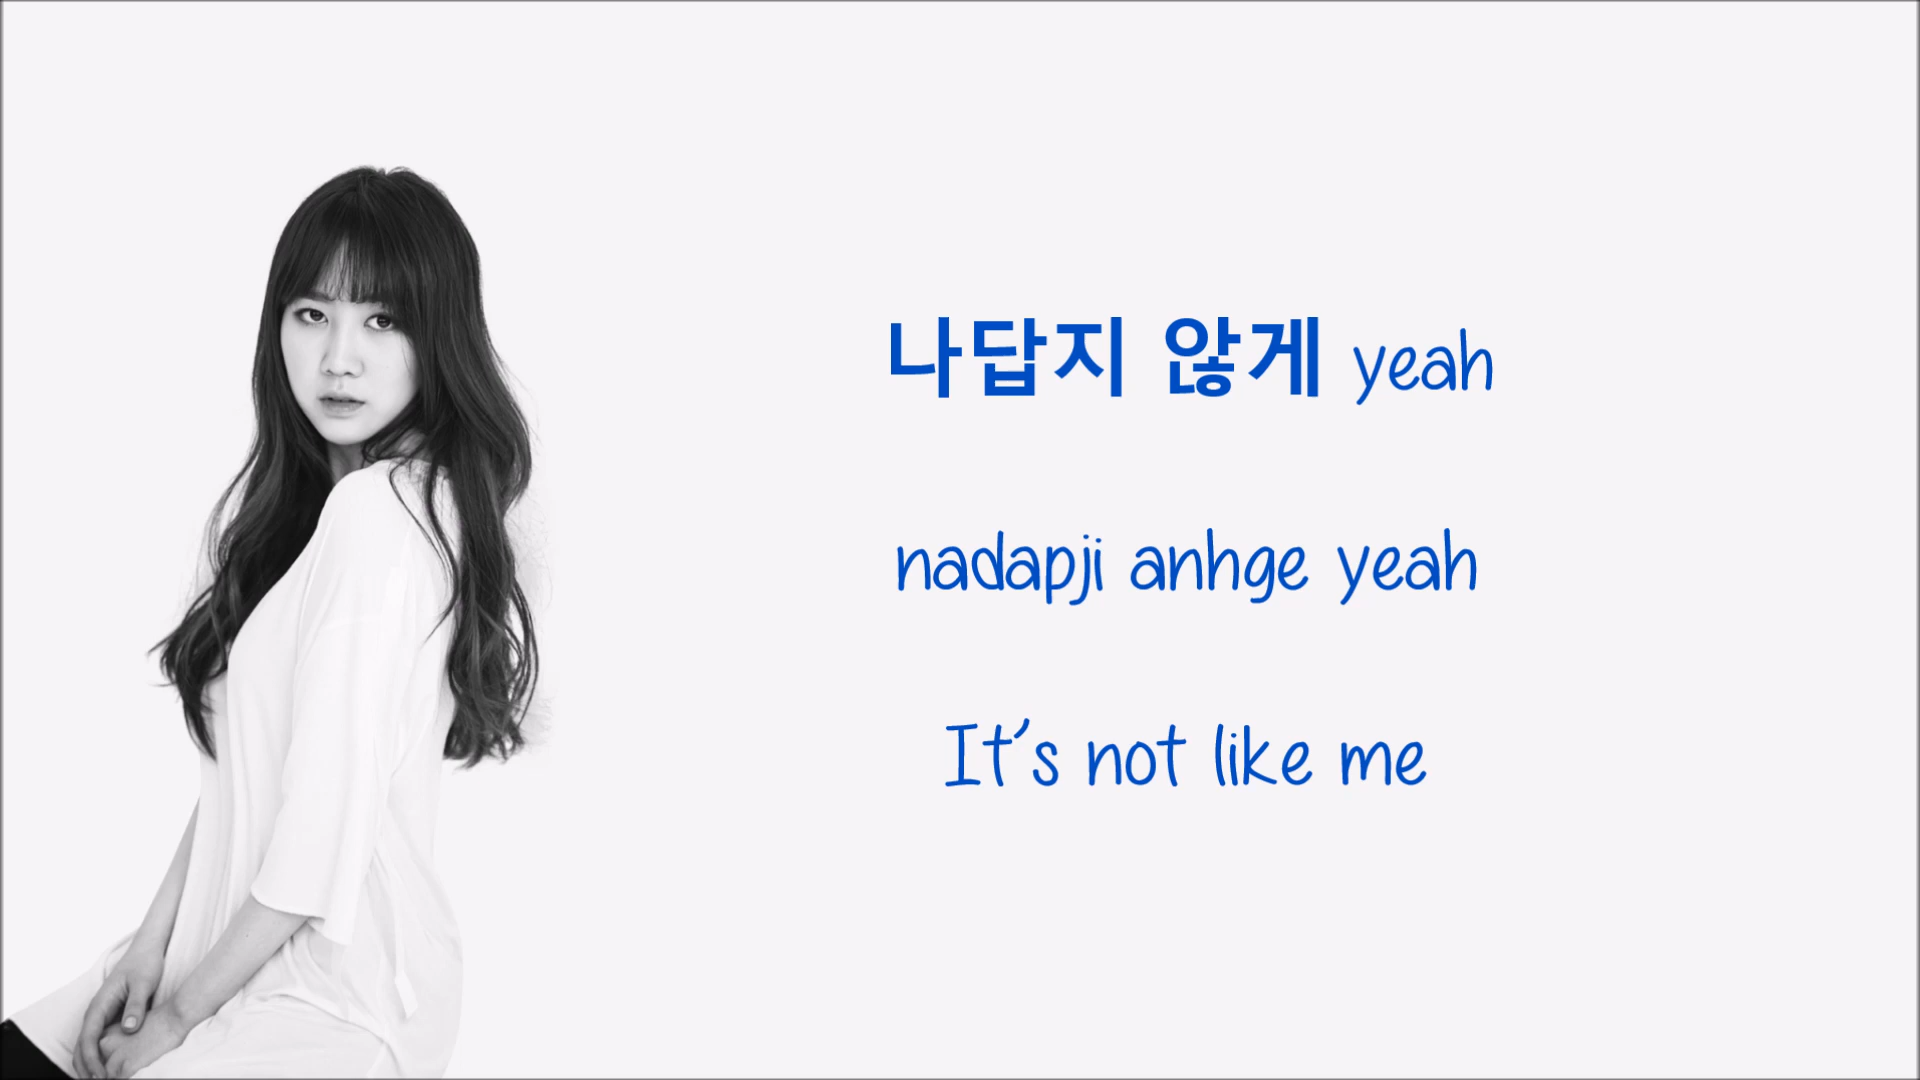 나답지 않게 yeah
nadapji anhge yeah
It's not like me